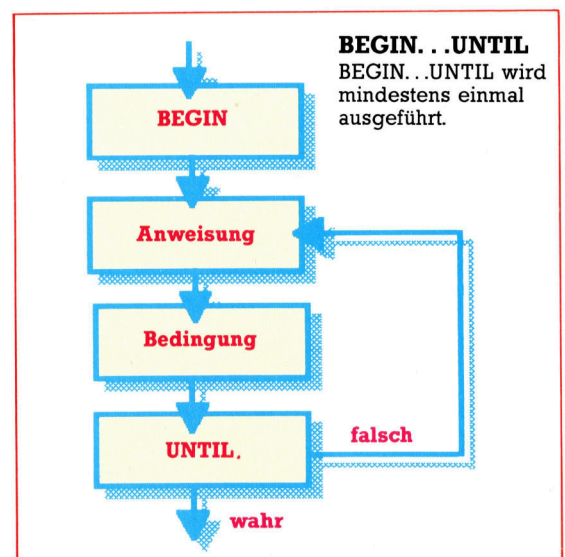 BEGIN...UNTIL
BEGIN...UNTIL wird
mindestens einmal
ausgeführt.
BEGIN
Anweisung
Bedingung
UNTIL.
falsch
wahr